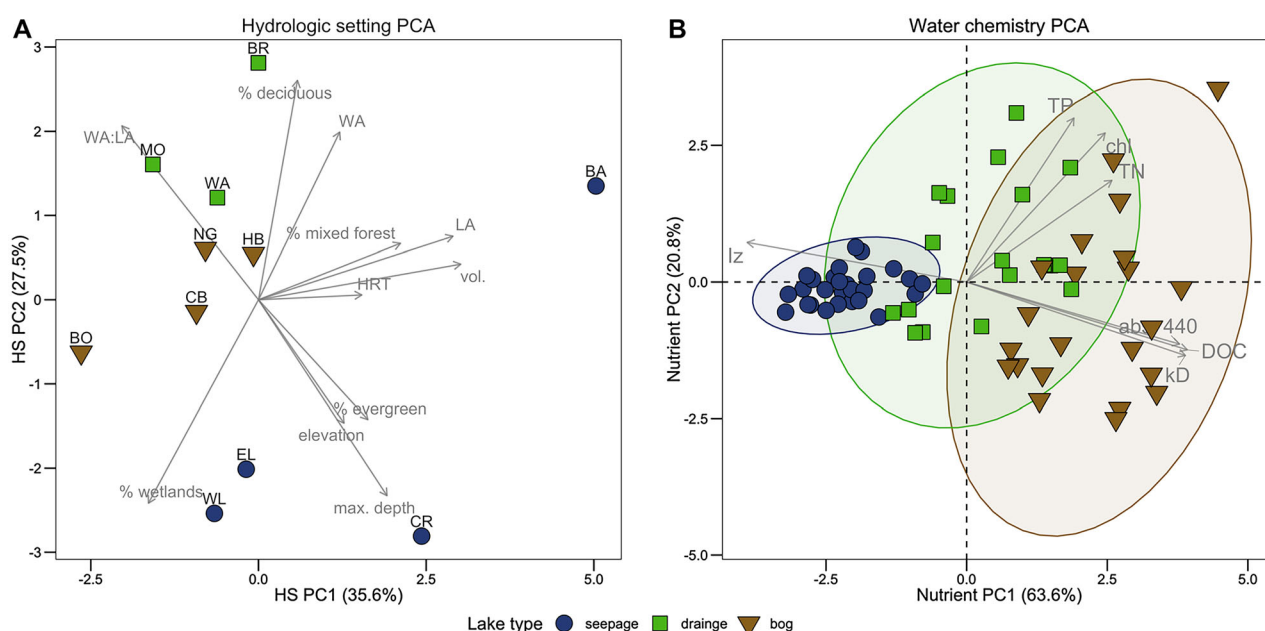 A
Hydrologic setting PCA
BR
% deciduous
WA
WA:LA
MO
WA
BA
NG
HB
% mixed forest
LA
vol.
HRT
CB
BO
% evergreen
elevation
EL
% wetlands
WL
max. depth
CR
3
2
1
0
-1
-2
-3
HS PC2 (27.5%)
-2.5
0.0
2.5
5.0
HS PC1 (35.6%)
B
Water chemistry PCA
TP
chl
TN
Iz
440
DOC
kD
2.5
0.0
-2.5
-5.0
Nutrient PC2 (20.8%)
-2.5
0.0
2.5
5.0
Nutrient PC1 (63.6%)
Lake type seepage drainge bog